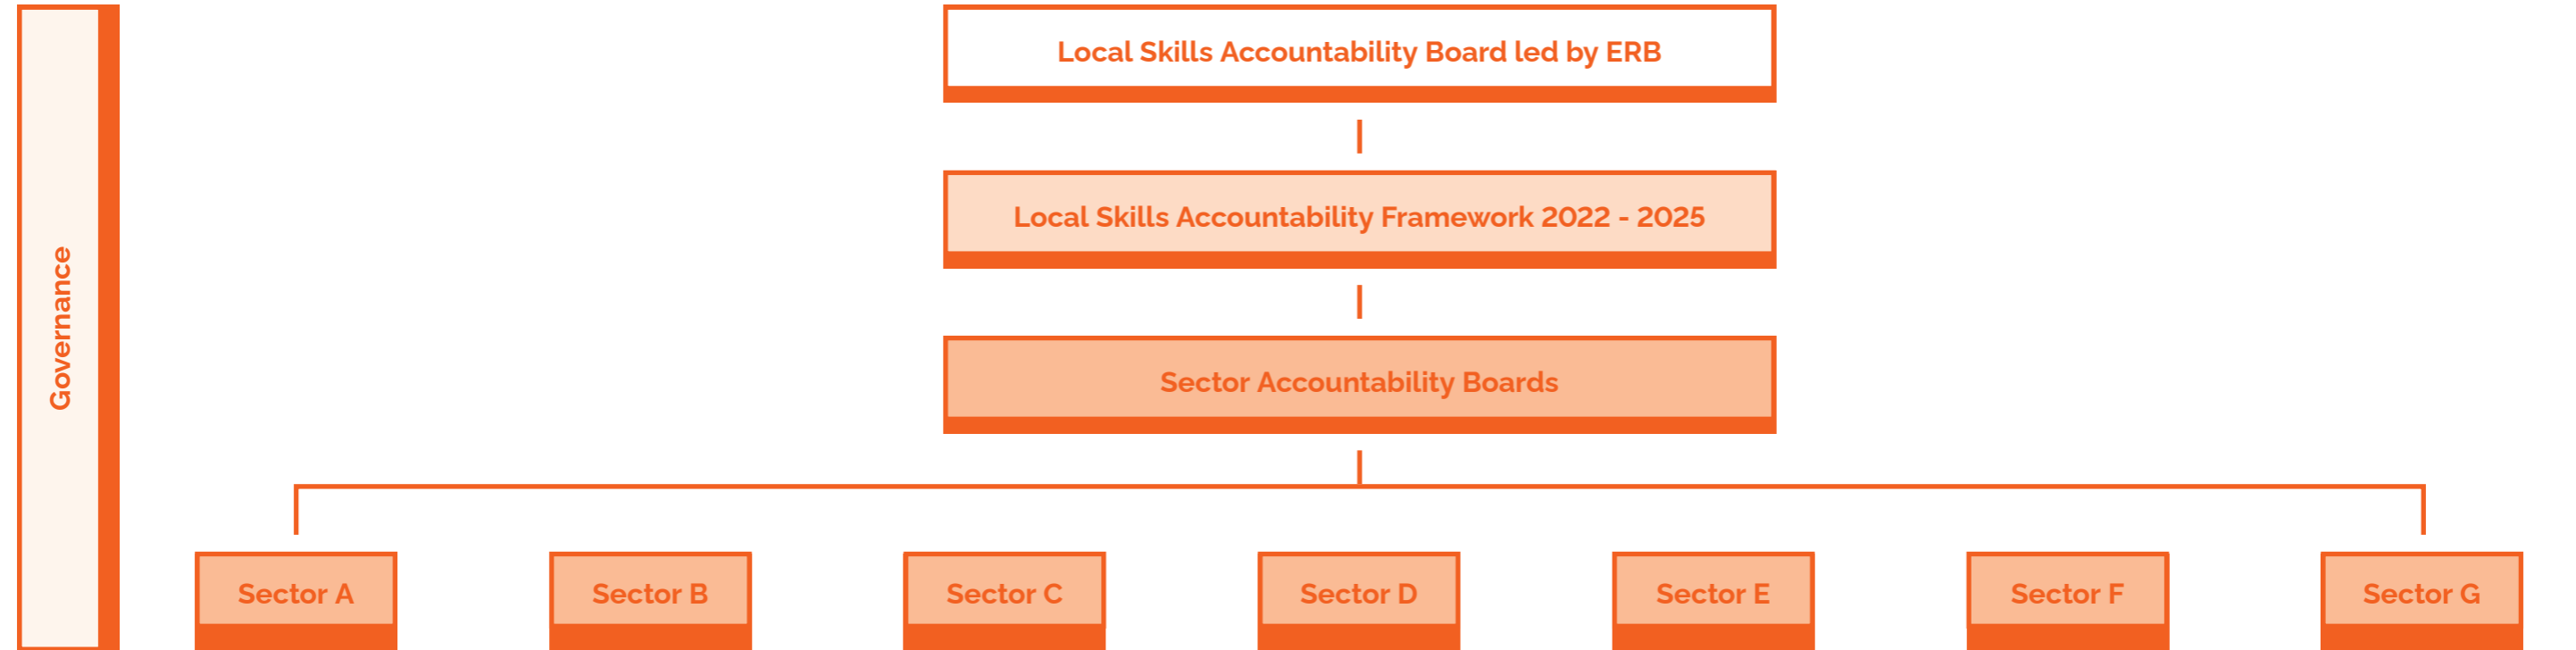 Governance
Local Skills Accountability Board led by ERB
Local Skills Accountability Framework 2022 - 2025
Sector Accountability Boards
Sector A
Sector B
Sector C
Sector D
Sector E
Sector F
Sector G